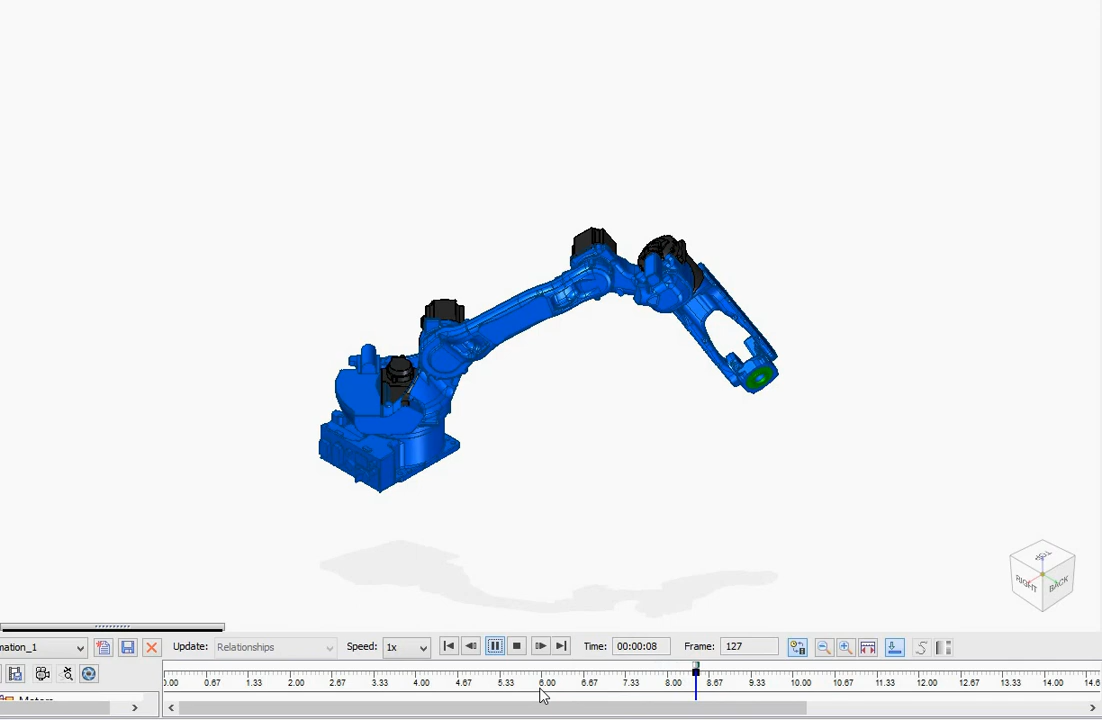 TOP
RIGHT
BACK
mation_1
Update:
Relationships
Speed:
1x
Time:
00:00:08
Frame:
127
0.00 0.67 1.33 2.00 2.67 3.33 4.00 4.67 5.33 6.00 6.67 7.33 8.00 8.67 9.33 10.00 10.67 11.33 12.00 12.67 13.33 14.00 14.6
Motors